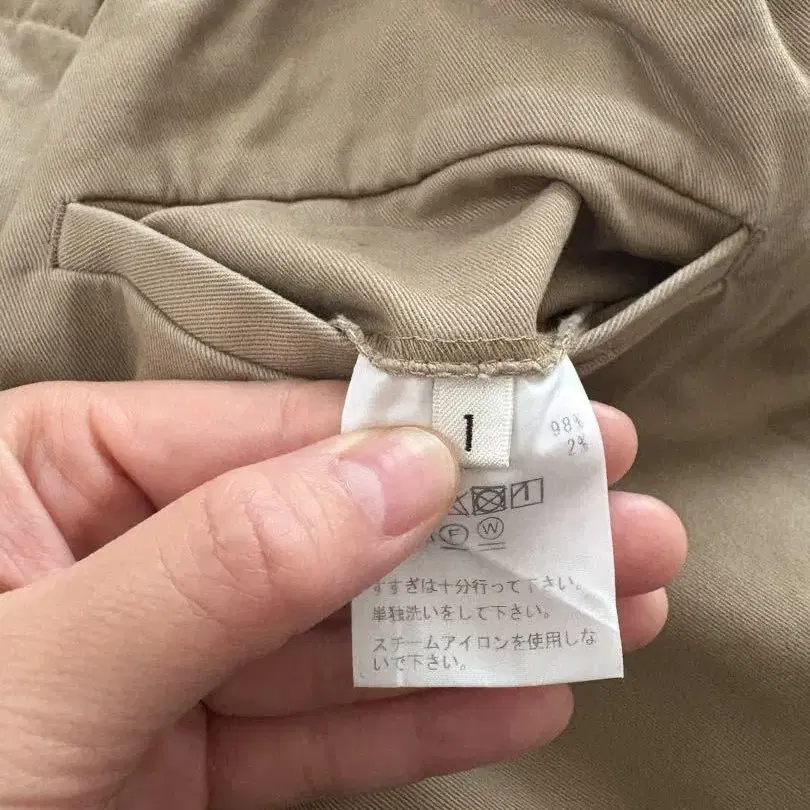 1
98%
2%
F W
すすぎは十分行って下さい。
単独洗いをして下さい。
スチームアイロンを使用しな
いで下さい。